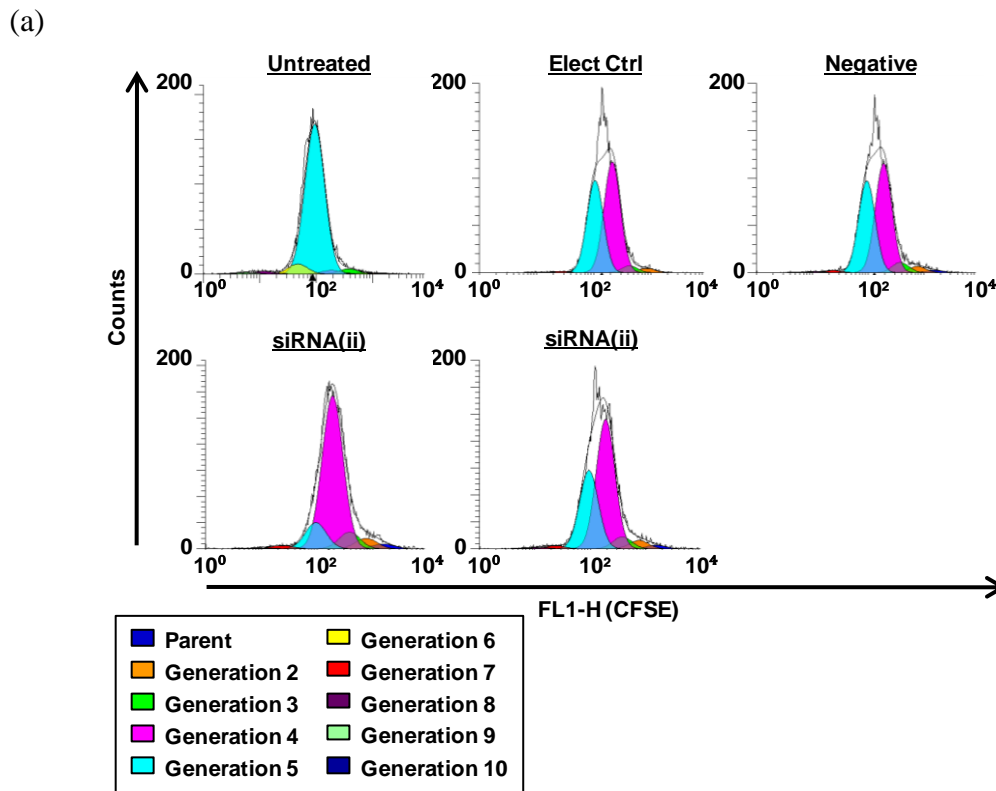 (a)
Untreated
Elect Ctrl
Negative
200
200
200
0
0
0
10⁰ 10² 10⁴
10⁰ 10² 10⁴
10⁰ 10² 10⁴
Counts
siRNA(ii)
siRNA(ii)
200
200
0
0
10⁰ 10² 10⁴
10⁰ 10² 10⁴
FL1-H (CFSE)
Parent
Generation 2
Generation 3
Generation 4
Generation 5
Generation 6
Generation 7
Generation 8
Generation 9
Generation 10